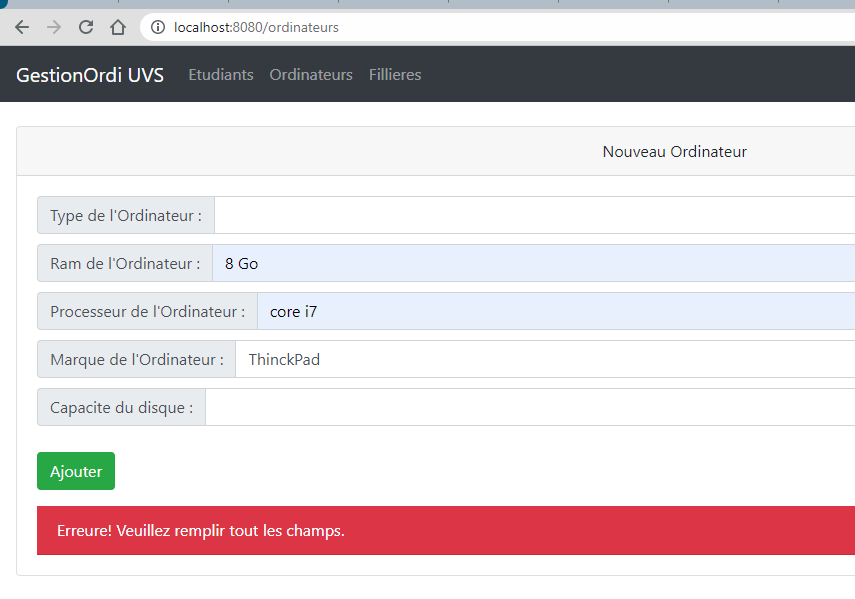 localhost:8080/ordinateurs
GestionOrdi UVS Etudiants Ordinateurs Fillieres
Nouveau Ordinateur
Type de l'Ordinateur :
Ram de l'Ordinateur : 8 Go
Processeur de l'Ordinateur : core i7
Marque de l'Ordinateur : ThinckPad
Capacite du disque :
Ajouter
Erreure! Veuillez remplir tout les champs.